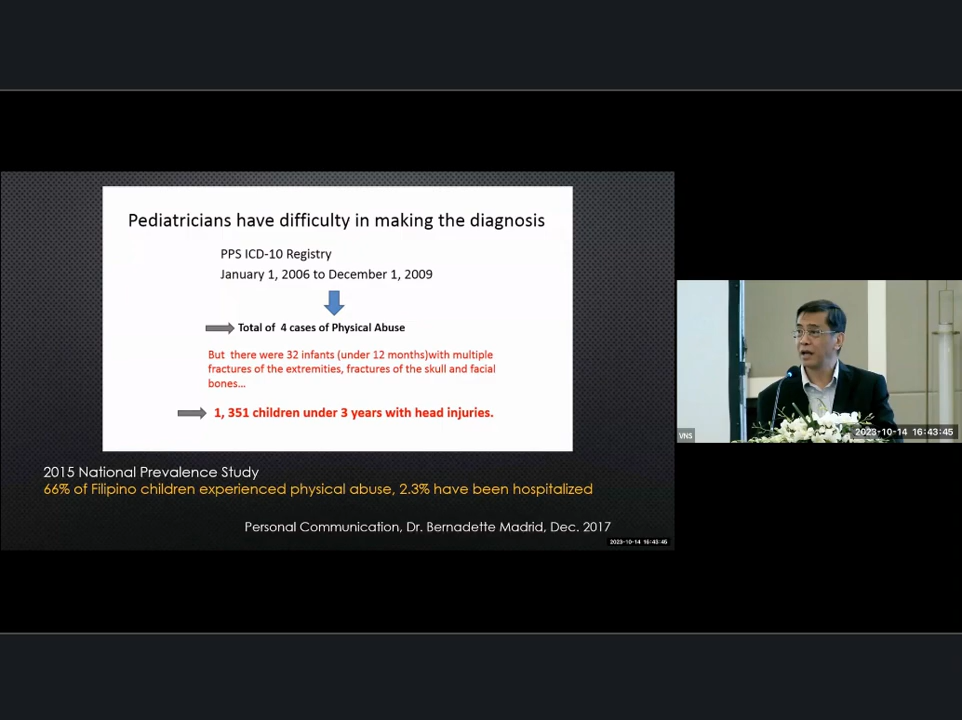 Pediatricians have difficulty in making the diagnosis
PPS ICD-10 Registry
January 1, 2006 to December 1, 2009
Total of 4 cases of Physical Abuse
But there were 32 infants (under 12 months)with multiple
fractures of the extremities, fractures of the skull and facial
bones...
1, 351 children under 3 years with head injuries.
2015 National Prevalence Study
66% of Filipino children experienced physical abuse, 2.3% have been hospitalized
Personal Communication, Dr. Bernadette Madrid, Dec. 2017
2023-10-14 16:43:45
VNS
2023-10-14 16:43:45